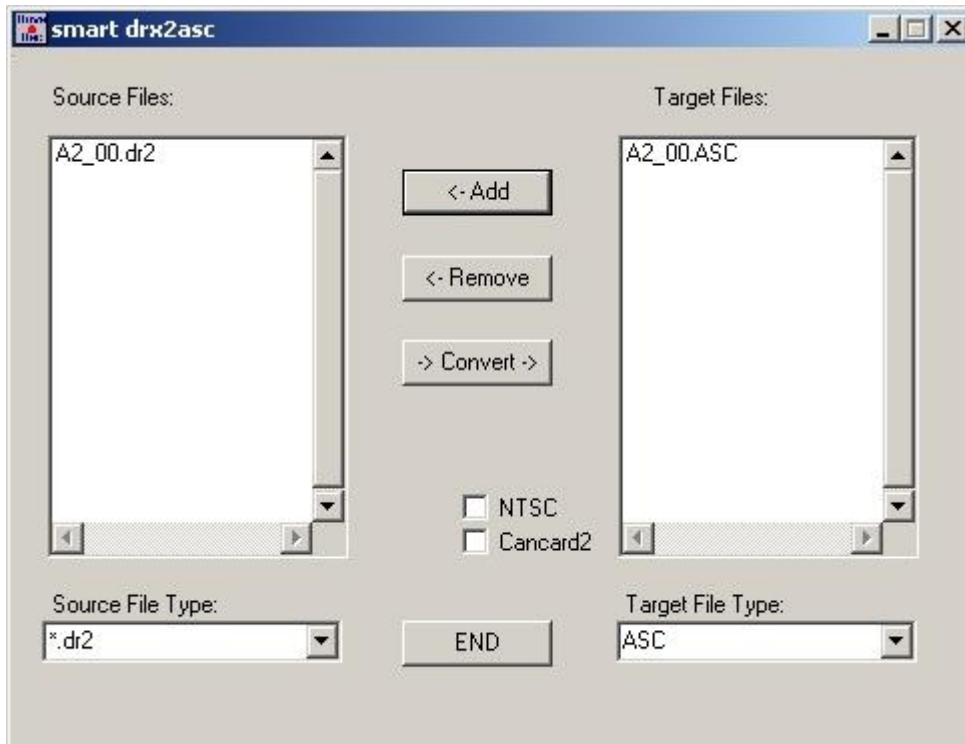 smart drx2asc
Source Files:
Target Files:
A2_00.dr2
A2_00.ASC
<- Add
<- Remove
-> Convert ->
NTSC
Cancard2
Source File Type:
Target File Type:
*.dr2
END
ASC